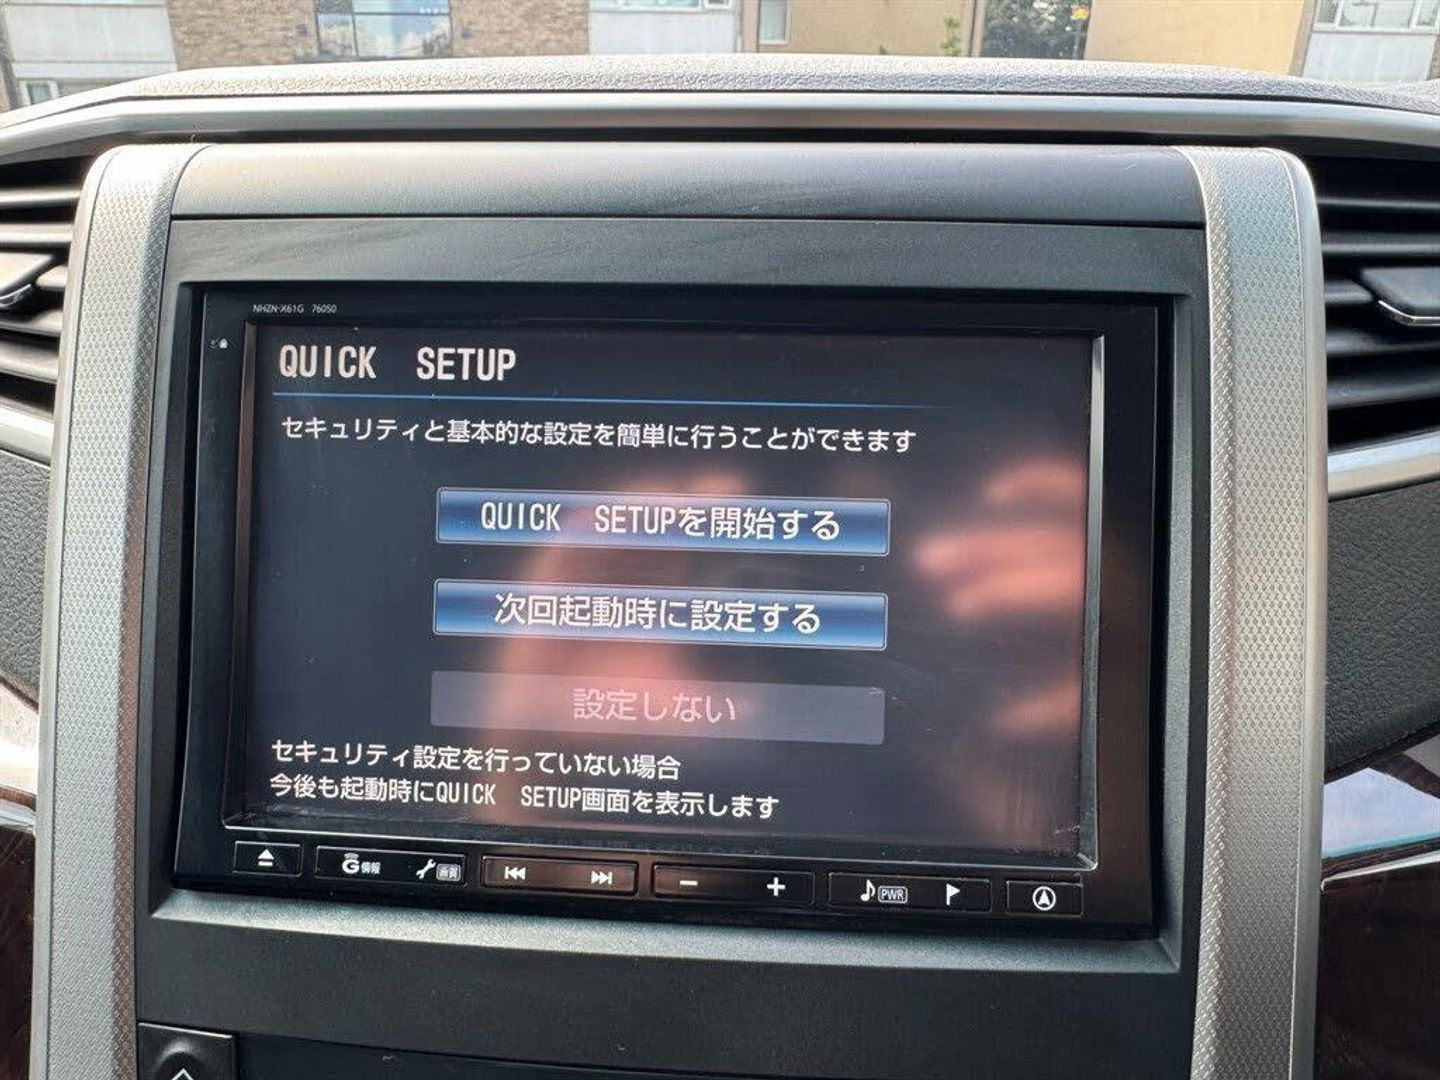 NHZN-X61G 76050
QUICK SETUP
セキュリティと基本的な設定を簡単に行うことができます
QUICK SETUPを開始する
次回起動時に設定する
設定しない
セキュリティ設定を行っていない場合
今後も起動時にQUICK SETUP画面を表示します
G情報 画質 PWR